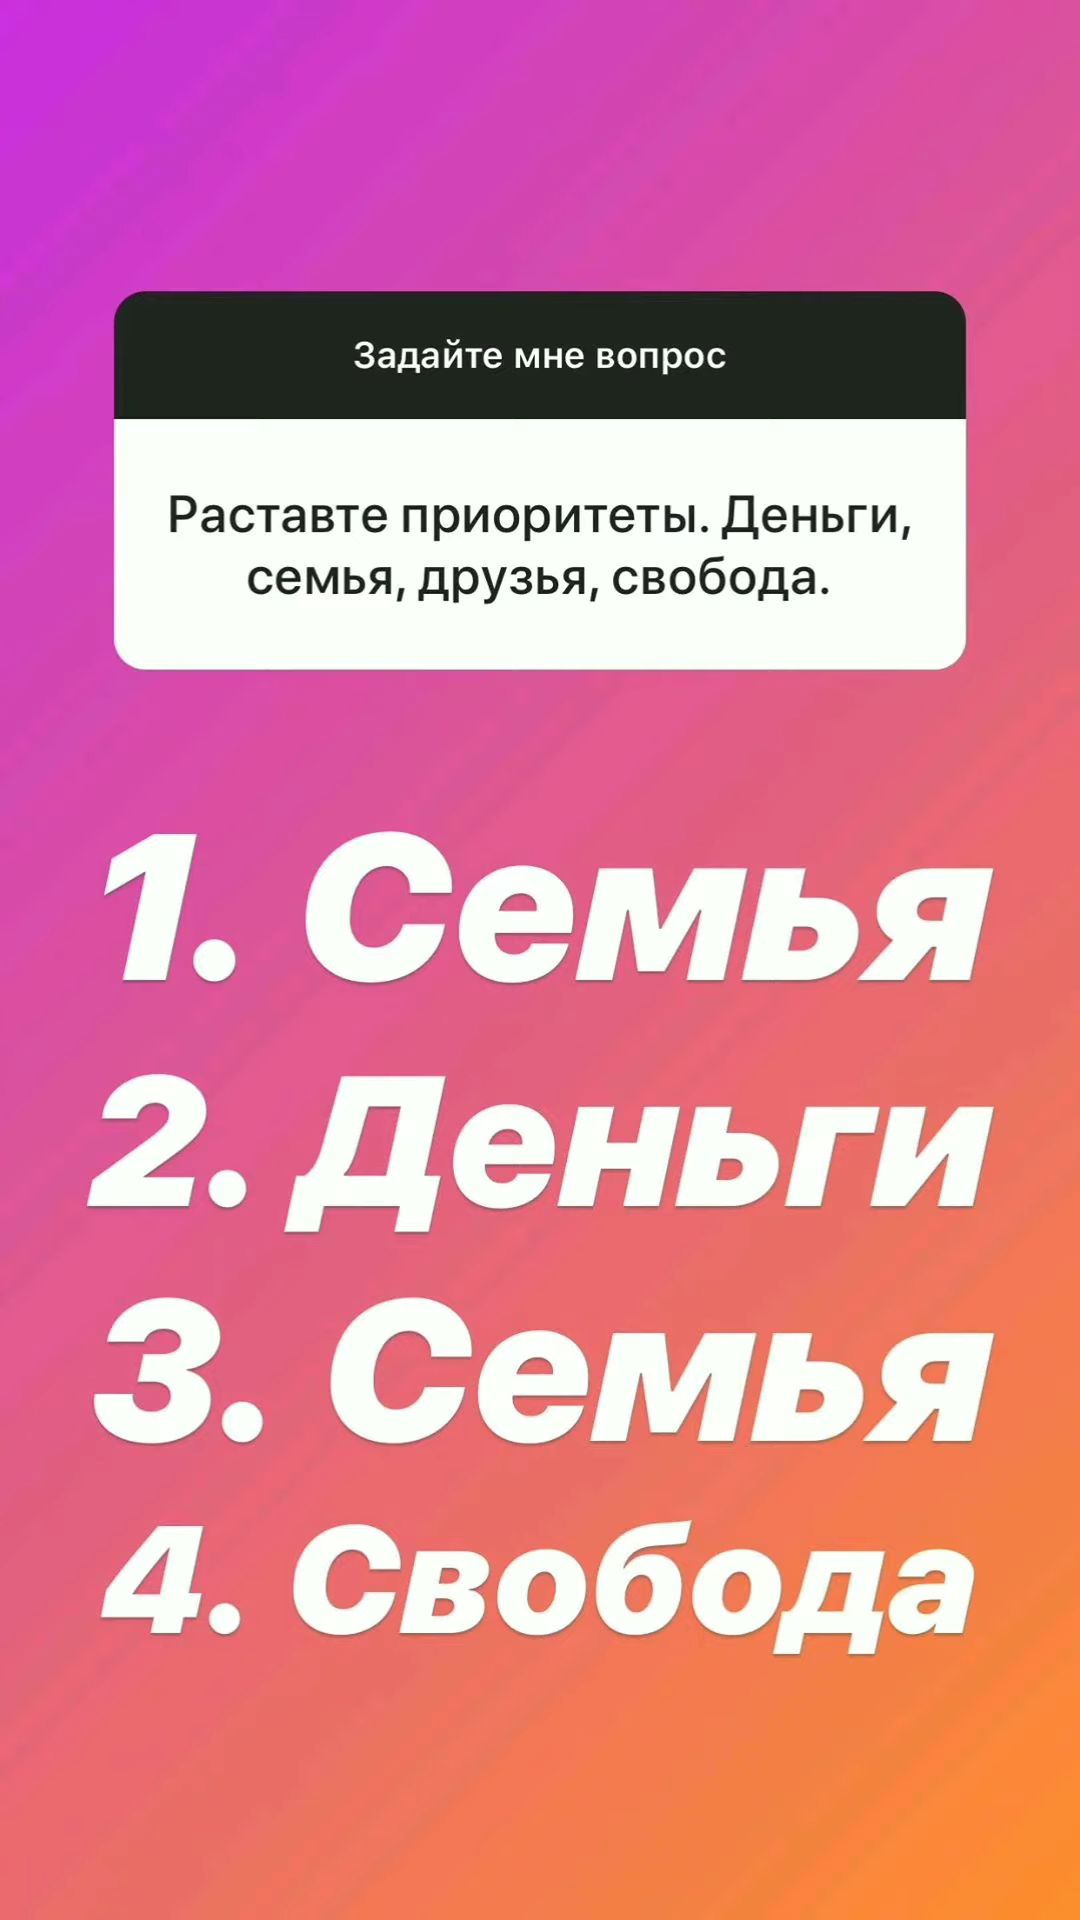 Задайте мне вопрос
Раставте приоритеты. Деньги,
семья, друзья, свобода.
1. Семья
2. Деньги
3. Семья
4. Свобода